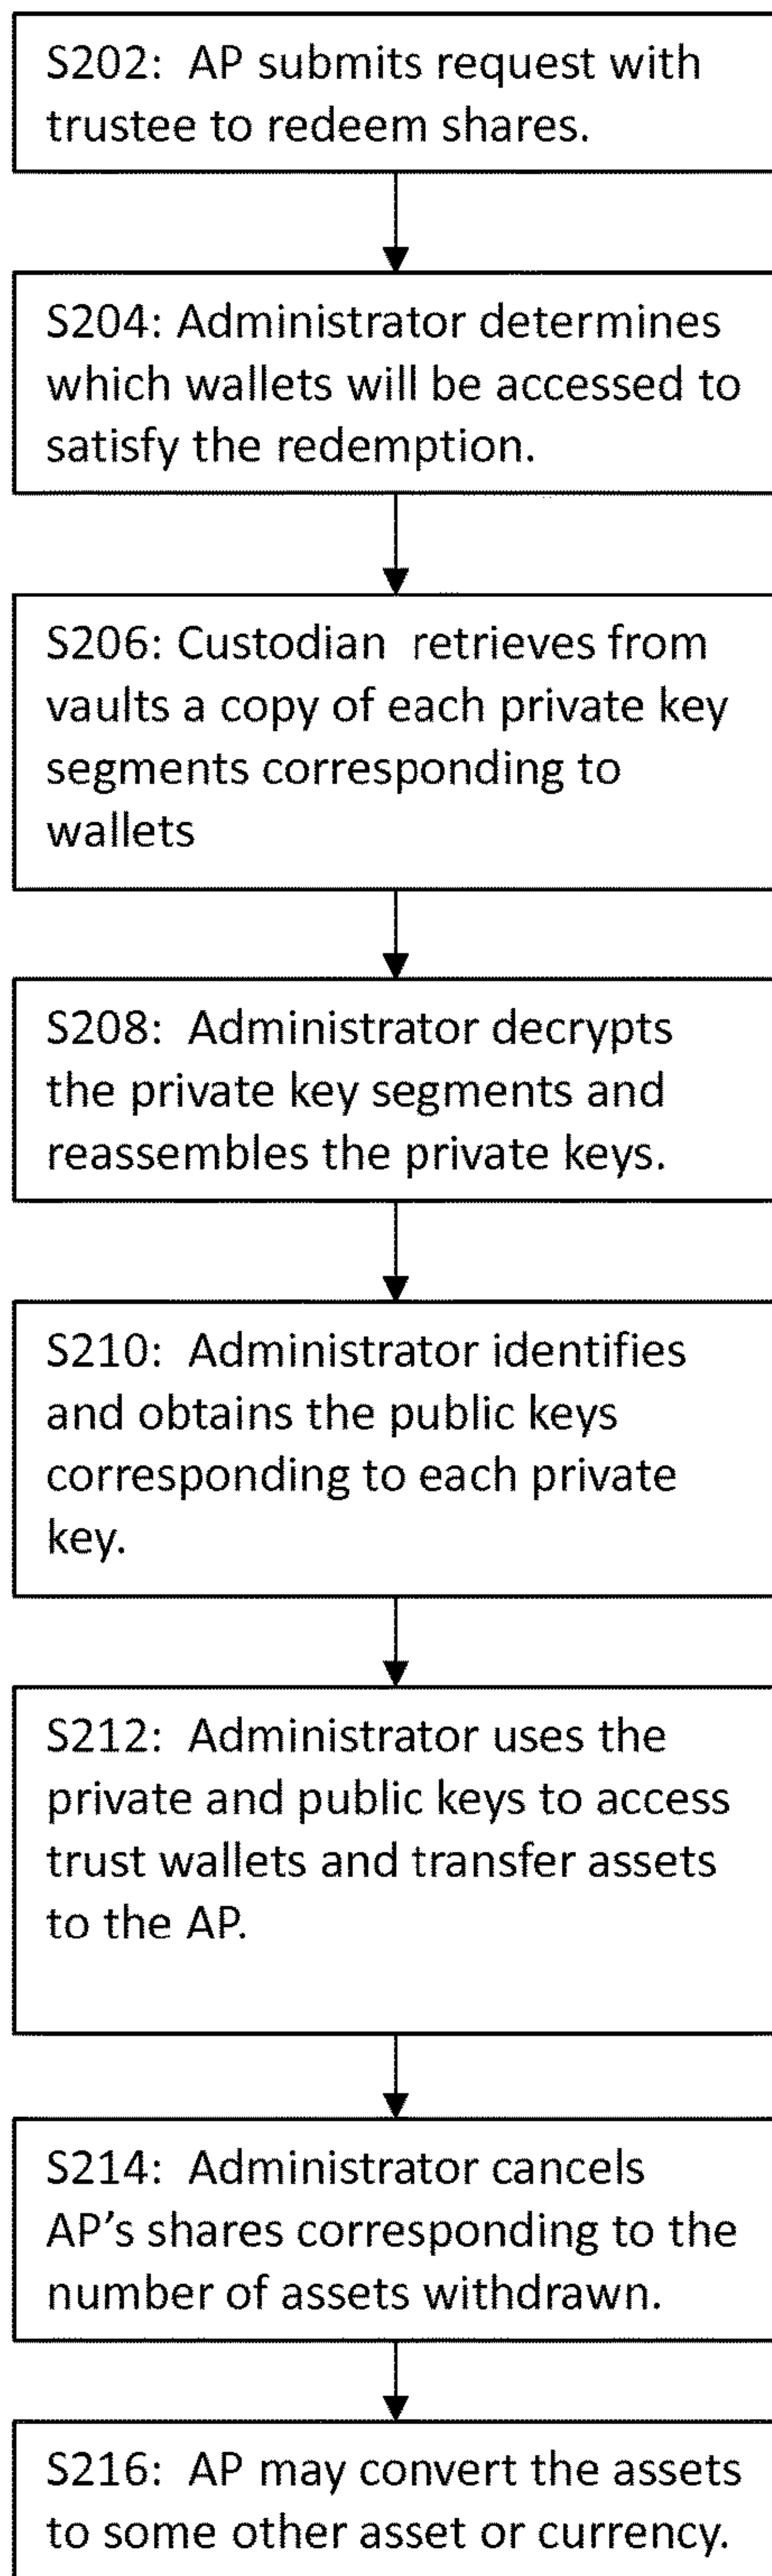 S202:  AP submits request with
trustee to redeem shares.
S204: Administrator determines
which wallets will be accessed to
satisfy the redemption.
S206: Custodian  retrieves from
vaults a copy of each private key
segments corresponding to
wallets
S208:  Administrator decrypts
the private key segments and
reassembles the private keys.
S210:  Administrator identifies
and obtains the public keys
corresponding to each private
key.
S212:  Administrator uses the
private and public keys to access
trust wallets and transfer assets
to the AP.
S214:  Administrator cancels
AP’s shares corresponding to the
number of assets withdrawn.
S216:  AP may convert the assets
to some other asset or currency.